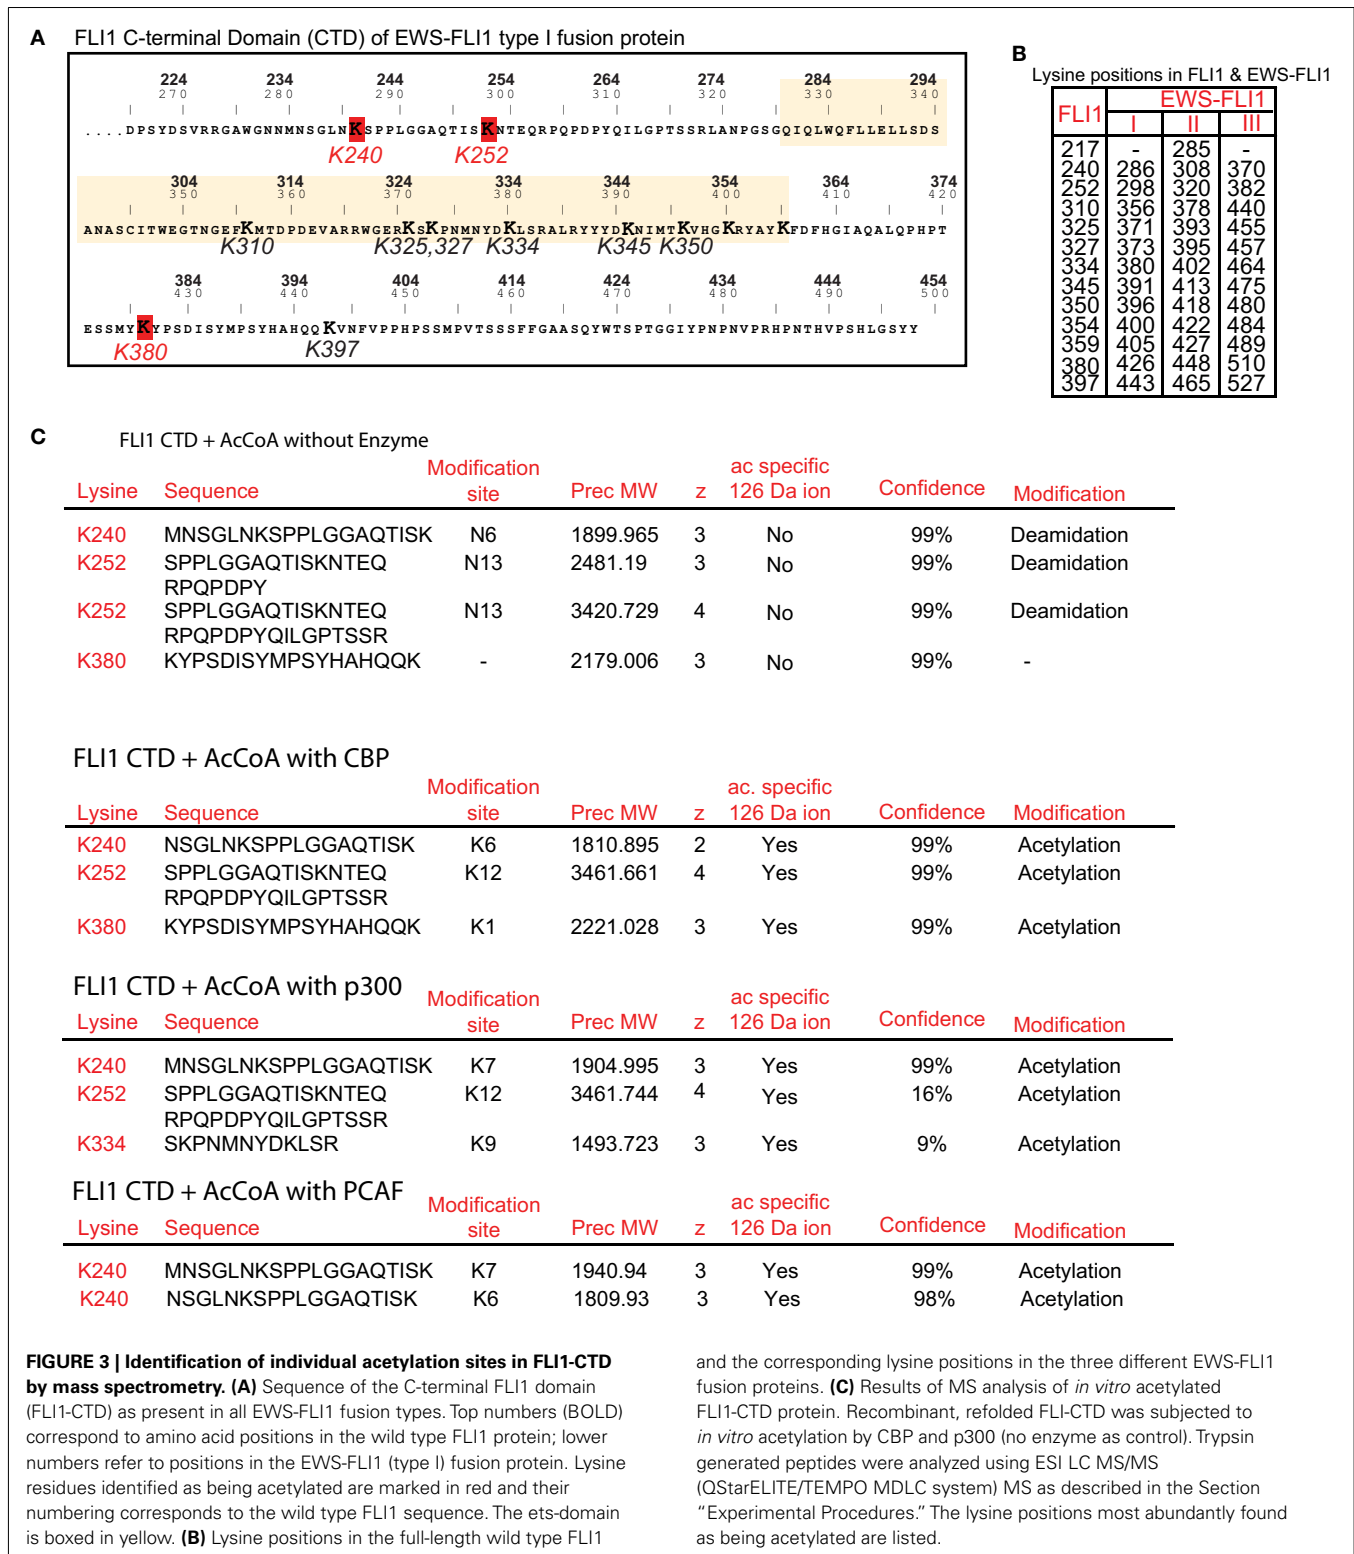 A FLI1 C-terminal Domain (CTD) of EWS-FLI1 type I fusion protein
224 234 244 254 264 274 284 294
270 280 290 300 310 320 330 340
....DPSYDSVRRGAWGNNMNSGLNKSPPLGGAQTISKNTEQRPQPDPYQILGPTSSRLANPGSGQIQLWQFLLELLSDS
K240 K252
304 314 324 334 344 354 364 374
350 360 370 380 390 400 410 420
ANASCITWEGTNGEFKMTDPDEVARRWGERKSKPNMNYDKLSRALRYYYDKNIMTKVHGKRYAYKFDFHGIAQALQPHPT
K310 K325,327 K334 K345 K350
384 394 404 414 424 434 444 454
430 440 450 460 470 480 490 500
ESSMYKYPSDISYMPSYHAHQQKVNFVPPHPSSMPVTSSSFFGAASQYWTSPTGGIYPNPNVPRHPNTHVPSHLGSYY
K380 K397
B
Lysine positions in FLI1 & EWS-FLI1
FLI1 EWS-FLI1
I II III
217 - 285 -
240 286 308 370
252 298 320 382
310 356 378 440
325 371 393 455
327 373 395 457
334 380 402 464
345 391 413 475
350 396 418 480
354 400 422 484
359 405 427 489
380 426 448 510
397 443 465 527
C FLI1 CTD + AcCoA without Enzyme
Lysine Sequence Modification site Prec MW z ac specific 126 Da ion Confidence Modification
K240 MNSGLNKSPPLGGAQTISK N6 1899.965 3 No 99% Deamidation
K252 SPPLGGAQTISKNTEQ N13 2481.19 3 No 99% Deamidation
RPQPDPY
K252 SPPLGGAQTISKNTEQ N13 3420.729 4 No 99% Deamidation
RPQPDPYQILGPTSSR
K380 KYPSDISYMPSYHAHQQK - 2179.006 3 No 99% -
FLI1 CTD + AcCoA with CBP
Lysine Sequence Modification site Prec MW z ac. specific 126 Da ion Confidence Modification
K240 NSGLNKSPPLGGAQTISK K6 1810.895 2 Yes 99% Acetylation
K252 SPPLGGAQTISKNTEQ K12 3461.661 4 Yes 99% Acetylation
RPQPDPYQILGPTSSR
K380 KYPSDISYMPSYHAHQQK K1 2221.028 3 Yes 99% Acetylation
FLI1 CTD + AcCoA with p300
Lysine Sequence Modification site Prec MW z ac specific 126 Da ion Confidence Modification
K240 MNSGLNKSPPLGGAQTISK K7 1904.995 3 Yes 99% Acetylation
K252 SPPLGGAQTISKNTEQ K12 3461.744 4 Yes 16% Acetylation
RPQPDPYQILGPTSSR
K334 SKPNMNYDKLSR K9 1493.723 3 Yes 9% Acetylation
FLI1 CTD + AcCoA with PCAF
Lysine Sequence Modification site Prec MW z ac specific 126 Da ion Confidence Modification
K240 MNSGLNKSPPLGGAQTISK K7 1940.94 3 Yes 99% Acetylation
K240 NSGLNKSPPLGGAQTISK K6 1809.93 3 Yes 98% Acetylation
FIGURE 3 | Identification of individual acetylation sites in FLI1-CTD
by mass spectrometry. (A) Sequence of the C-terminal FLI1 domain
(FLI1-CTD) as present in all EWS-FLI1 fusion types. Top numbers (BOLD)
correspond to amino acid positions in the wild type FLI1 protein; lower
numbers refer to positions in the EWS-FLI1 (type I) fusion protein. Lysine
residues identified as being acetylated are marked in red and their
numbering corresponds to the wild type FLI1 sequence. The ets-domain
is boxed in yellow. (B) Lysine positions in the full-length wild type FLI1
and the corresponding lysine positions in the three different EWS-FLI1
fusion proteins. (C) Results of MS analysis of in vitro acetylated
FLI1-CTD protein. Recombinant, refolded FLI-CTD was subjected to
in vitro acetylation by CBP and p300 (no enzyme as control). Trypsin
generated peptides were analyzed using ESI LC MS/MS
(QStarELITE/TEMPO MDLC system) MS as described in the Section
"Experimental Procedures." The lysine positions most abundantly found
as being acetylated are listed.